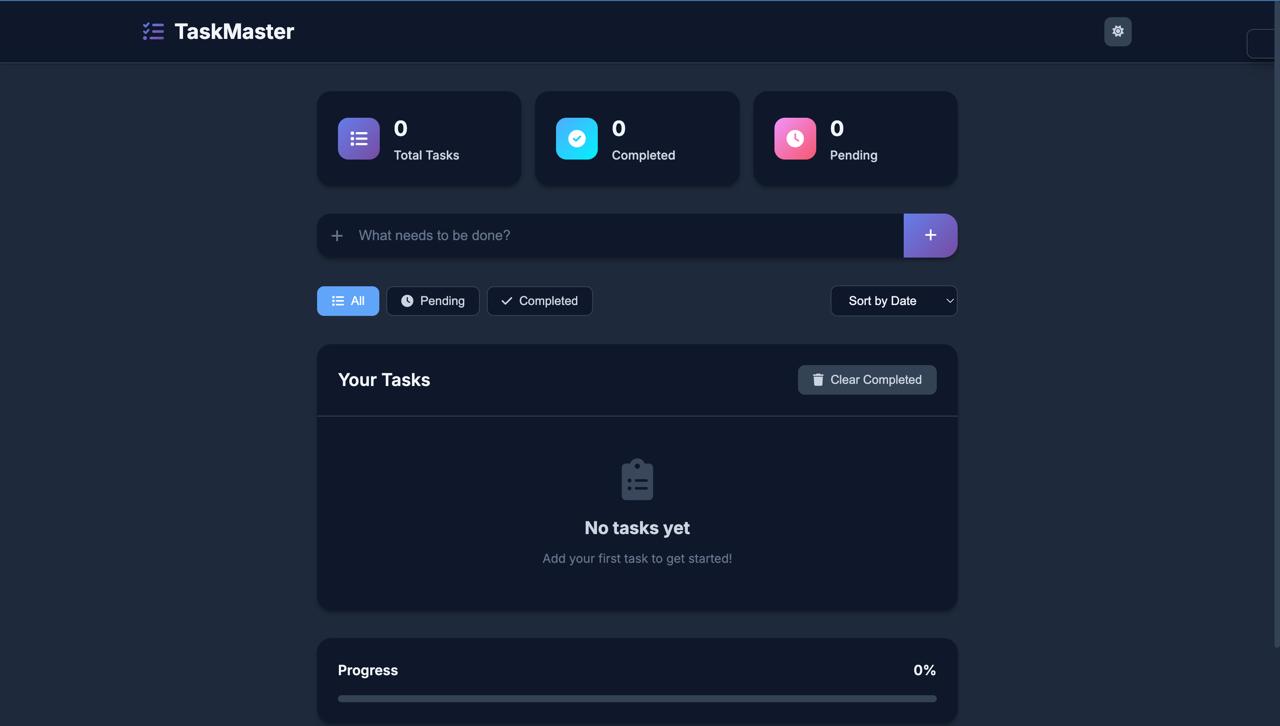 TaskMaster
0
Total Tasks
0
Completed
0
Pending
What needs to be done?
All
Pending
Completed
Sort by Date
Your Tasks
Clear Completed
No tasks yet
Add your first task to get started!
Progress
0%